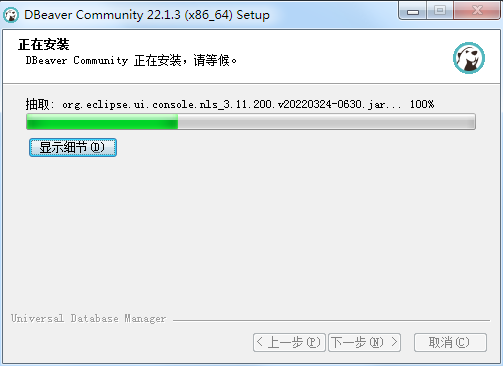 DBeaver Community 22.1.3 (x86_64) Setup
正在安装
DBeaver Community 正在安装，请等候。
抽取: org.eclipse.ui.console.nls_3.11.200.v20220324-0630.jar... 100%
显示细节(D)
Universal Database Manager
< 上一步(P) 下一步(N) > 取消(C)